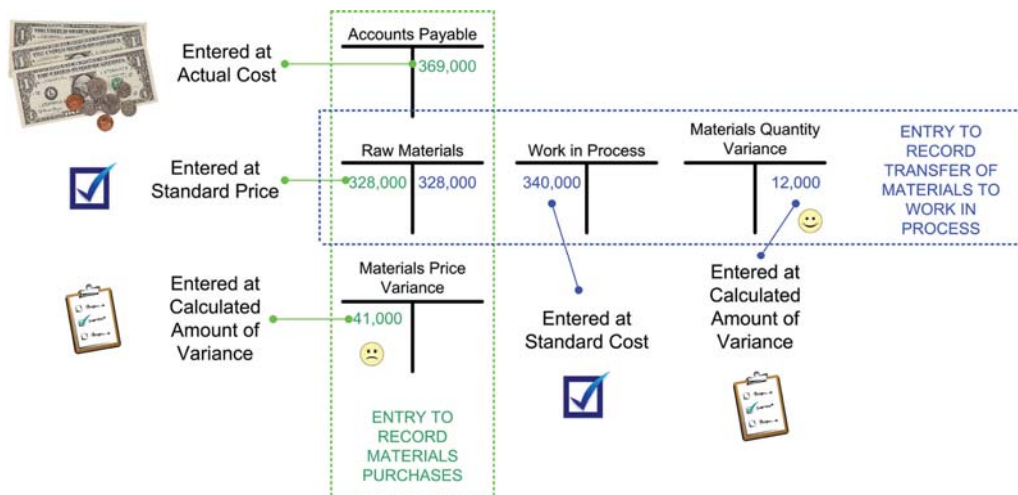 Accounts Payable
369,000
Entered at
Actual Cost
Raw Materials
328,000 328,000
Entered at
Standard Price
Work in Process
340,000
Materials Quantity
Variance
12,000
ENTRY TO
RECORD
TRANSFER OF
MATERIALS TO
WORK IN
PROCESS
Materials Price
Variance
41,000
Entered at
Calculated
Amount of
Variance
Entered at
Standard Cost
Entered at
Calculated
Amount of
Variance
ENTRY TO
RECORD
MATERIALS
PURCHASES